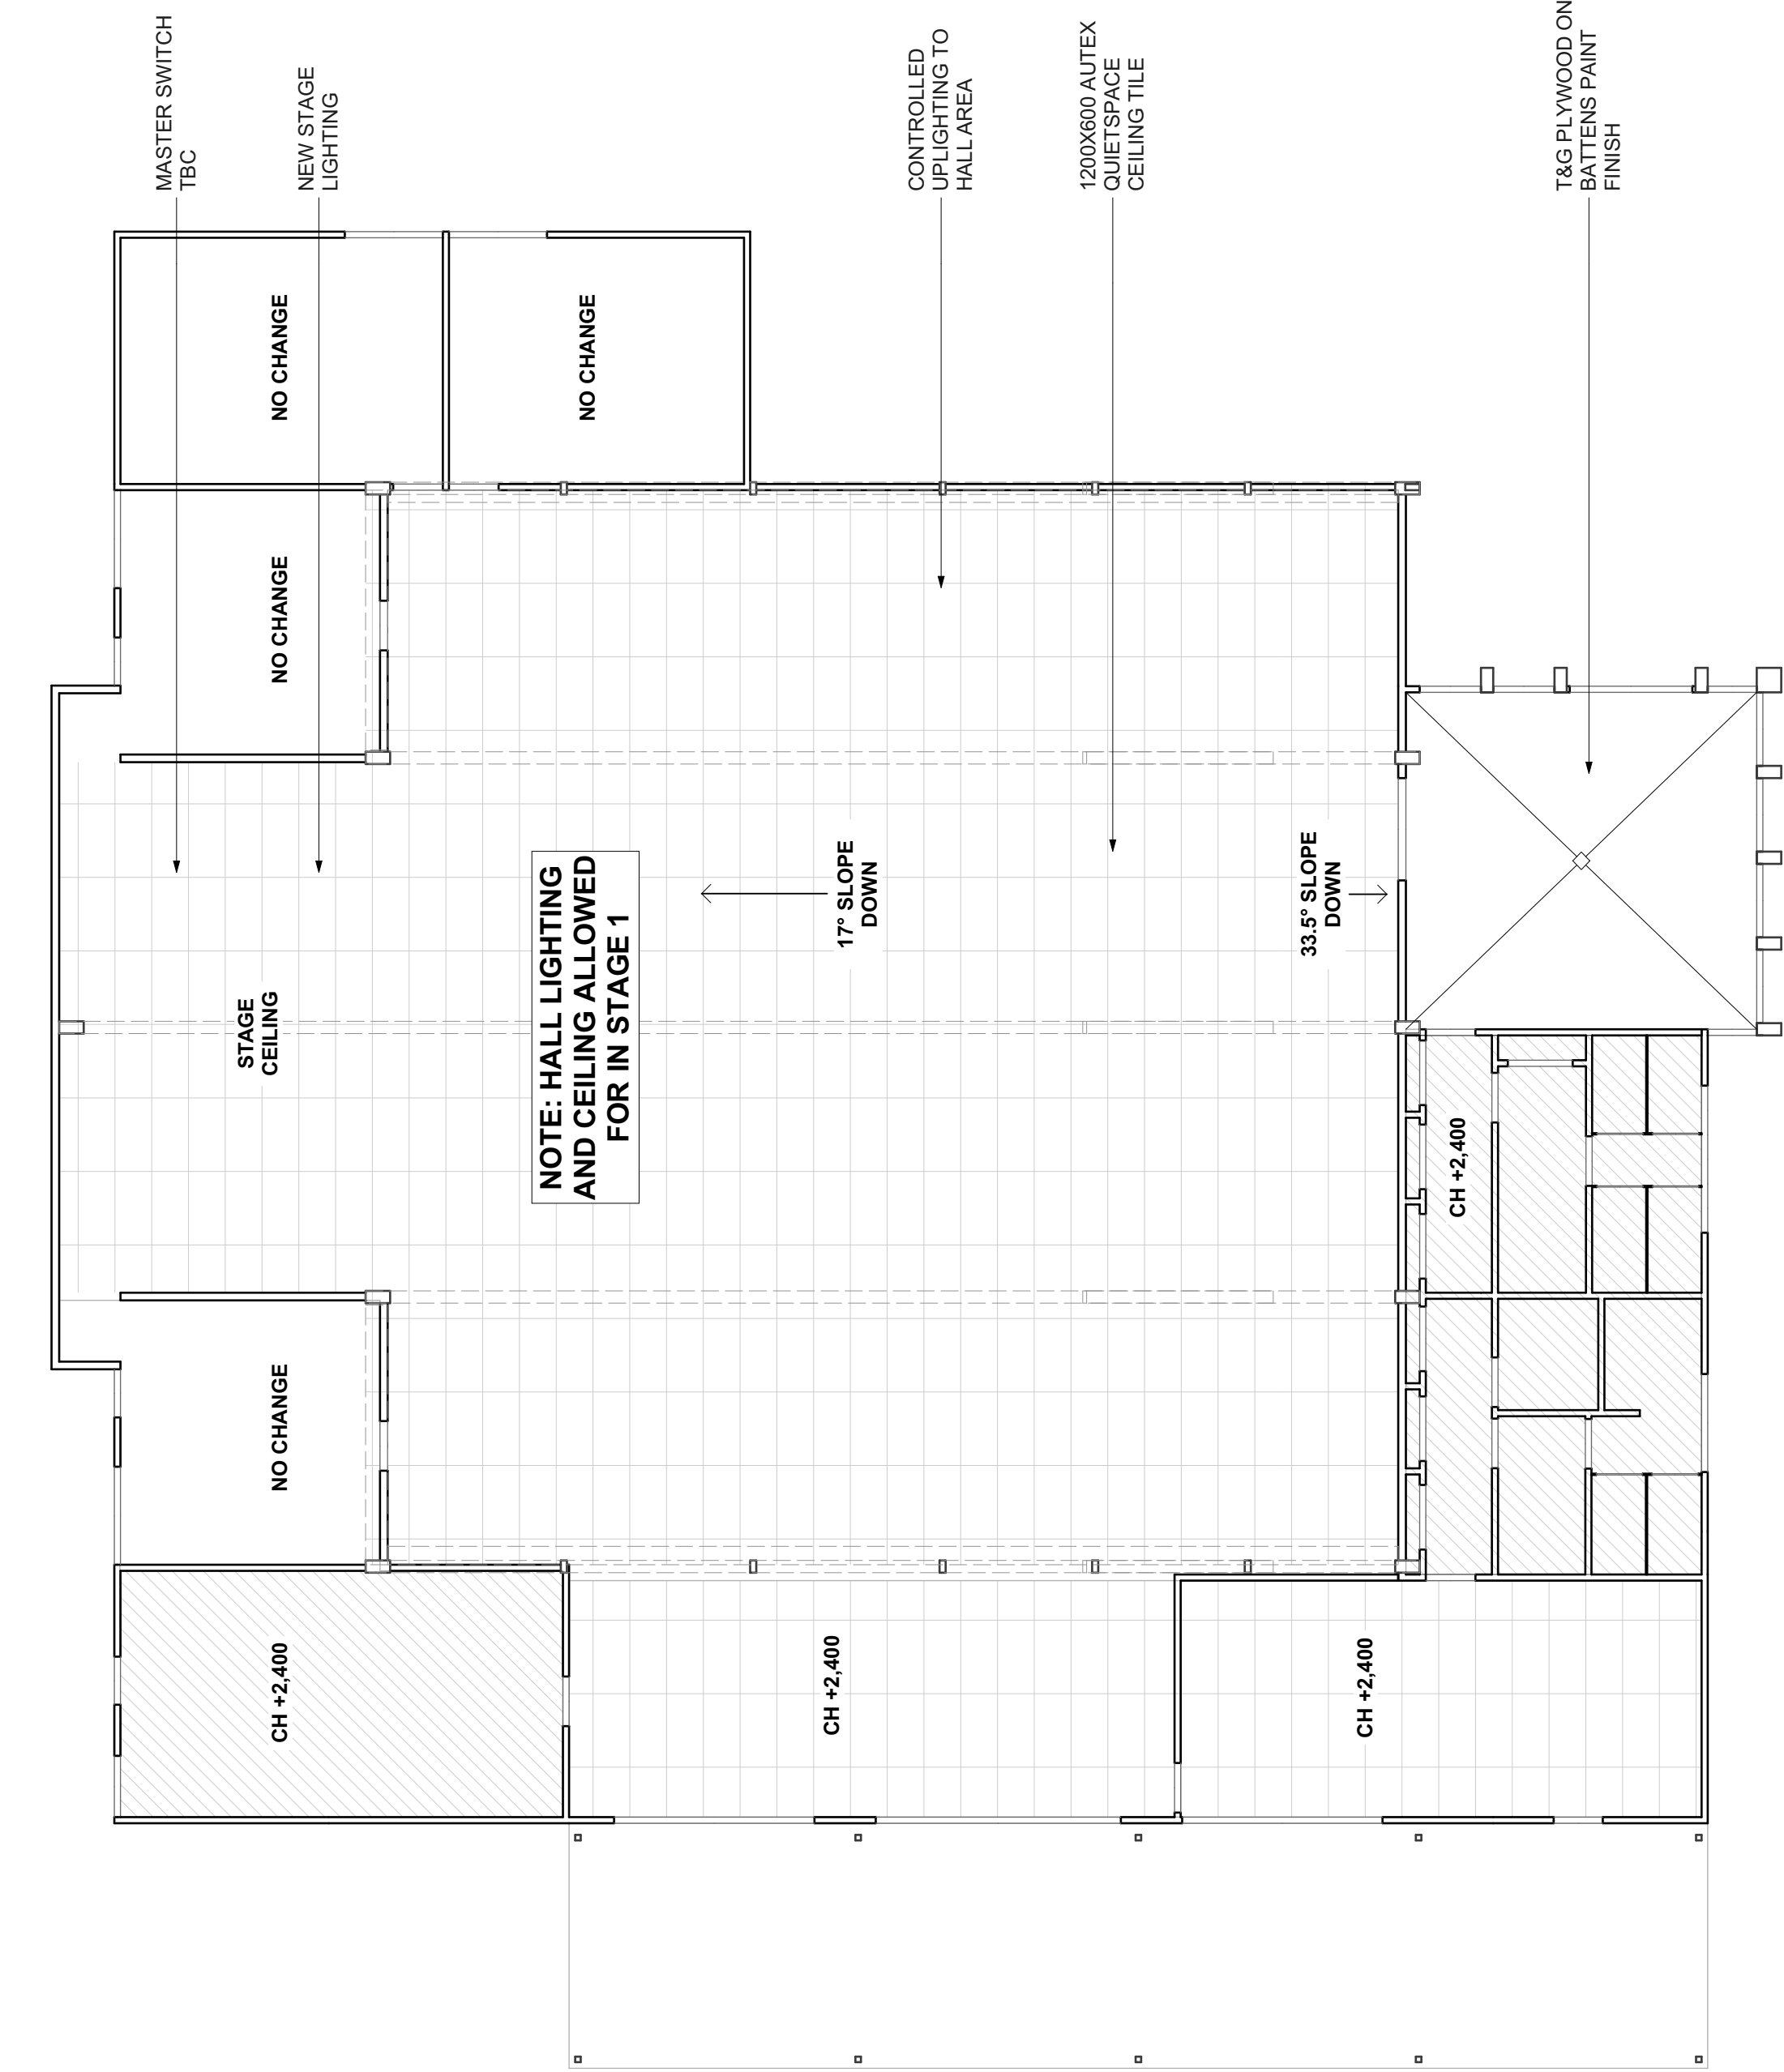 MASTER SWITCH
TBC
NEW STAGE
LIGHTING
CONTROLLED
UPLIGHTING TO
HALL AREA
1200X600 AUTEX
QUIETSPACE
CEILING TILE
T&G PLYWOOD ON
BATTENS PAINT
FINISH
NO CHANGE
NO CHANGE
NO CHANGE
STAGE
CEILING
NOTE: HALL LIGHTING
AND CEILING ALLOWED
FOR IN STAGE 1
17° SLOPE
DOWN
33.5° SLOPE
DOWN
CH +2,400
NO CHANGE
CH +2,400
CH +2,400
CH +2,400